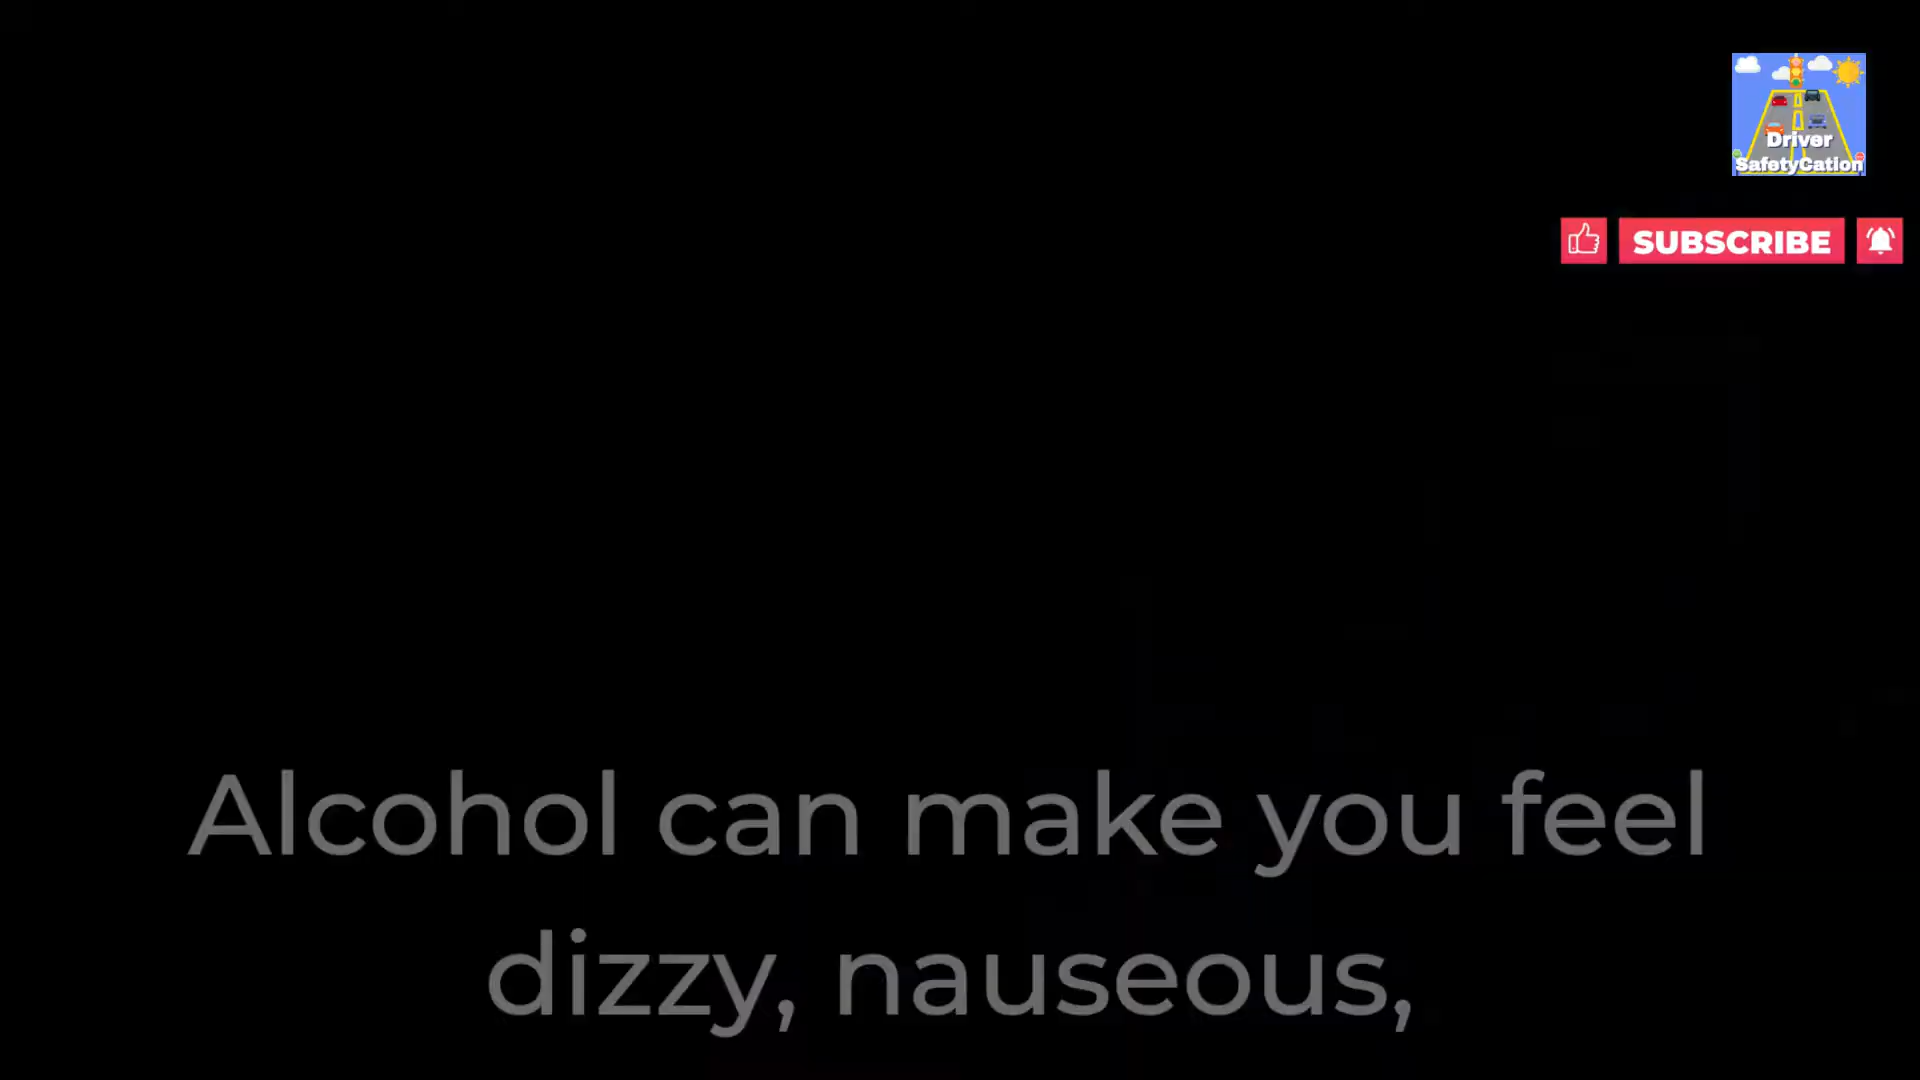 Driver
SafetyCation
SUBSCRIBE
Alcohol can make you feel
dizzy, nauseous,